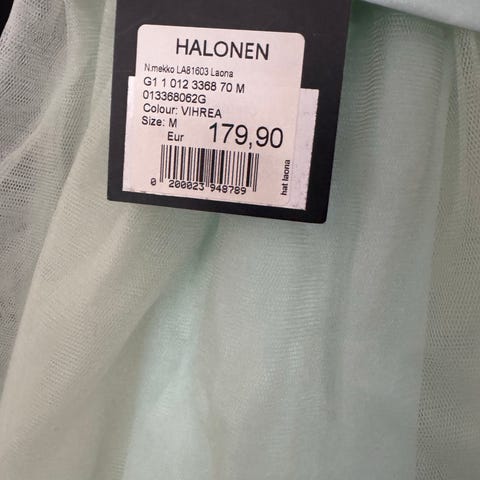 HALONEN
N.mekko LA81603 Laona
G1 1 012 3368 70 M
013368062G
Colour: VIHREA
Size: M
Eur 179,90
0 200023 948789
hat laona